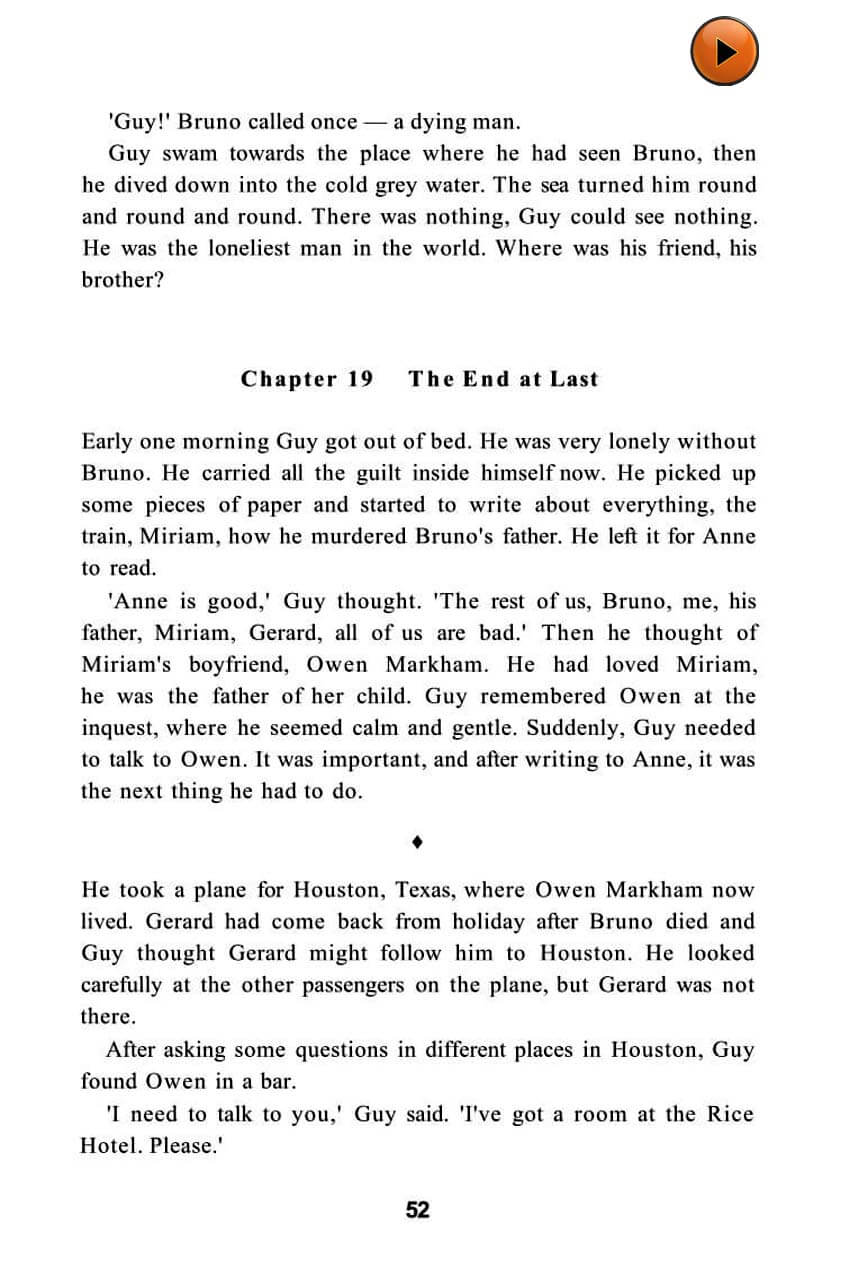 'Guy!' Bruno called once — a dying man.
Guy swam towards the place where he had seen Bruno, then
he dived down into the cold grey water. The sea turned him round
and round and round. There was nothing, Guy could see nothing.
He was the loneliest man in the world. Where was his friend, his
brother?
Chapter 19 The End at Last
Early one morning Guy got out of bed. He was very lonely without
Bruno. He carried all the guilt inside himself now. He picked up
some pieces of paper and started to write about everything, the
train, Miriam, how he murdered Bruno's father. He left it for Anne
to read.
'Anne is good,' Guy thought. 'The rest of us, Bruno, me, his
father, Miriam, Gerard, all of us are bad.' Then he thought of
Miriam's boyfriend, Owen Markham. He had loved Miriam,
he was the father of her child. Guy remembered Owen at the
inquest, where he seemed calm and gentle. Suddenly, Guy needed
to talk to Owen. It was important, and after writing to Anne, it was
the next thing he had to do.
♦
He took a plane for Houston, Texas, where Owen Markham now
lived. Gerard had come back from holiday after Bruno died and
Guy thought Gerard might follow him to Houston. He looked
carefully at the other passengers on the plane, but Gerard was not
there.
After asking some questions in different places in Houston, Guy
found Owen in a bar.
'I need to talk to you,' Guy said. 'I've got a room at the Rice
Hotel. Please.'
52